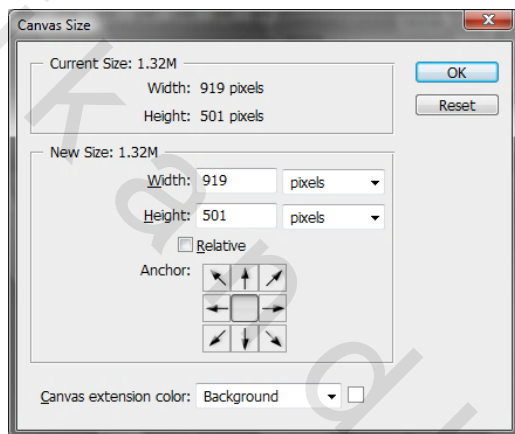 Canvas Size
Current Size: 1.32M
Width: 919 pixels
Height: 501 pixels
OK
Reset
New Size: 1.32M
Width: 919 pixels
Height: 501 pixels
Relative
Anchor:
Canvas extension color: Background